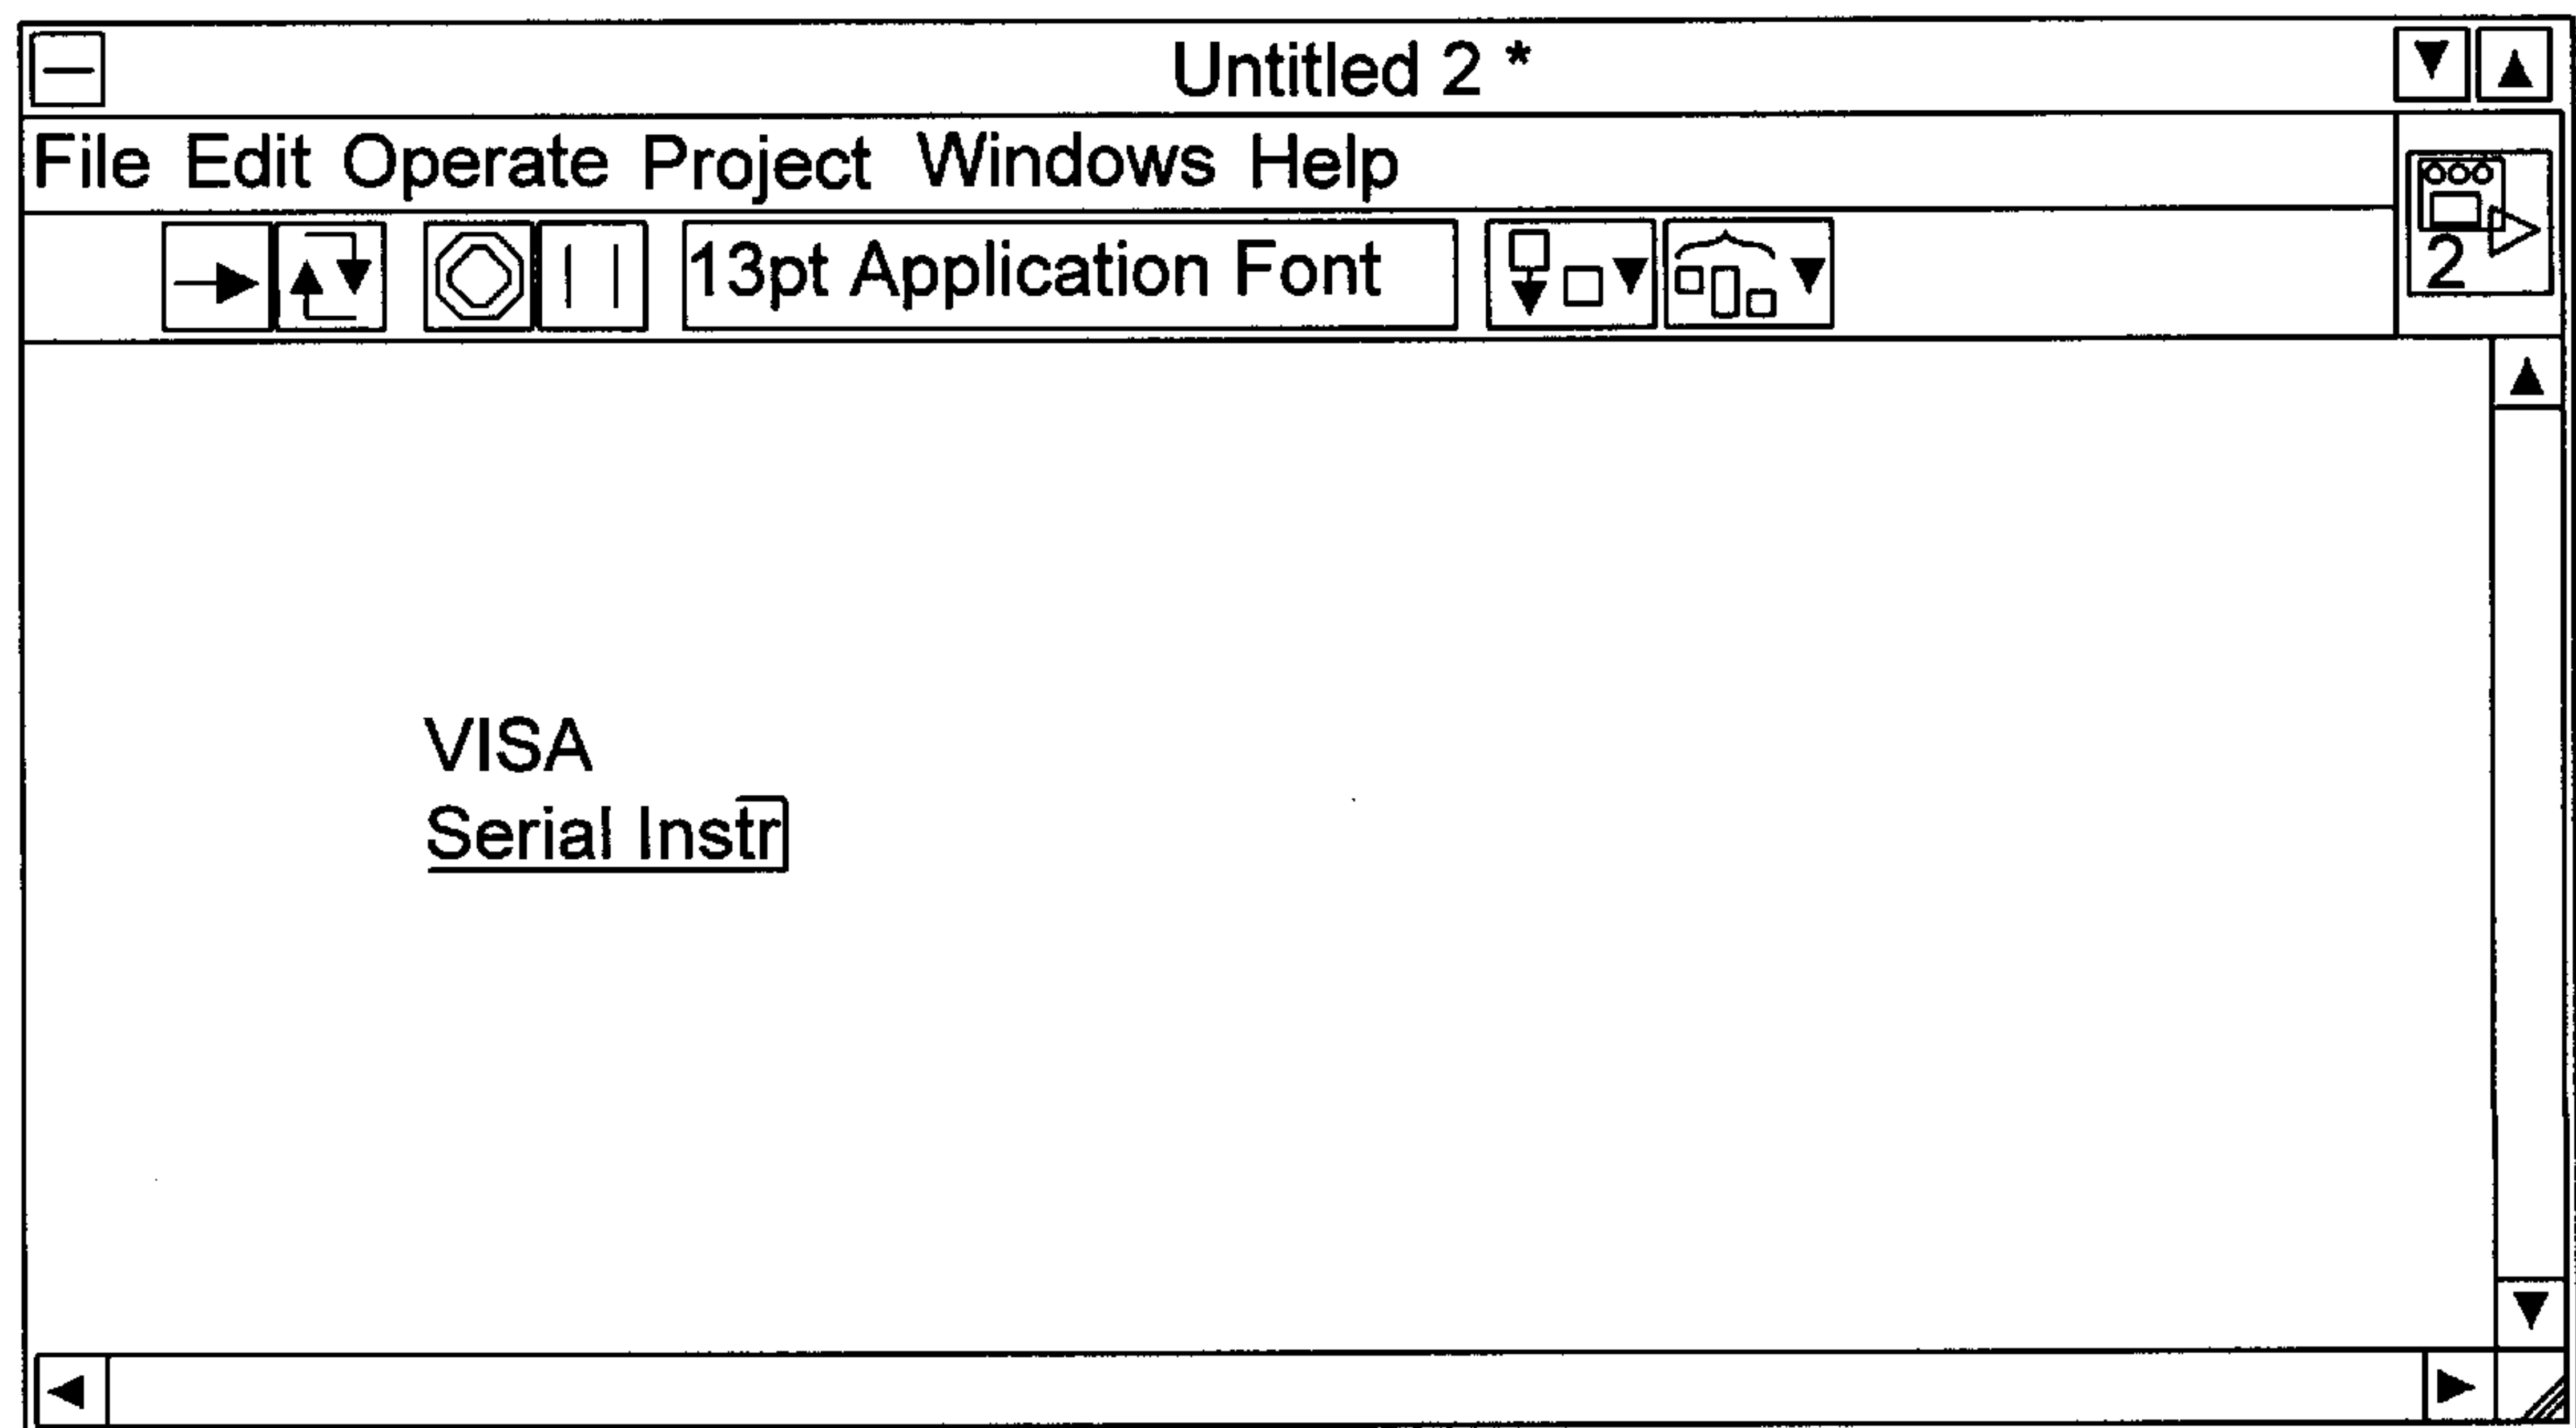 Untitled 2 *
File Edit Operate Project Windows Help
13pt Application Font
2
VISA
Serial Instr